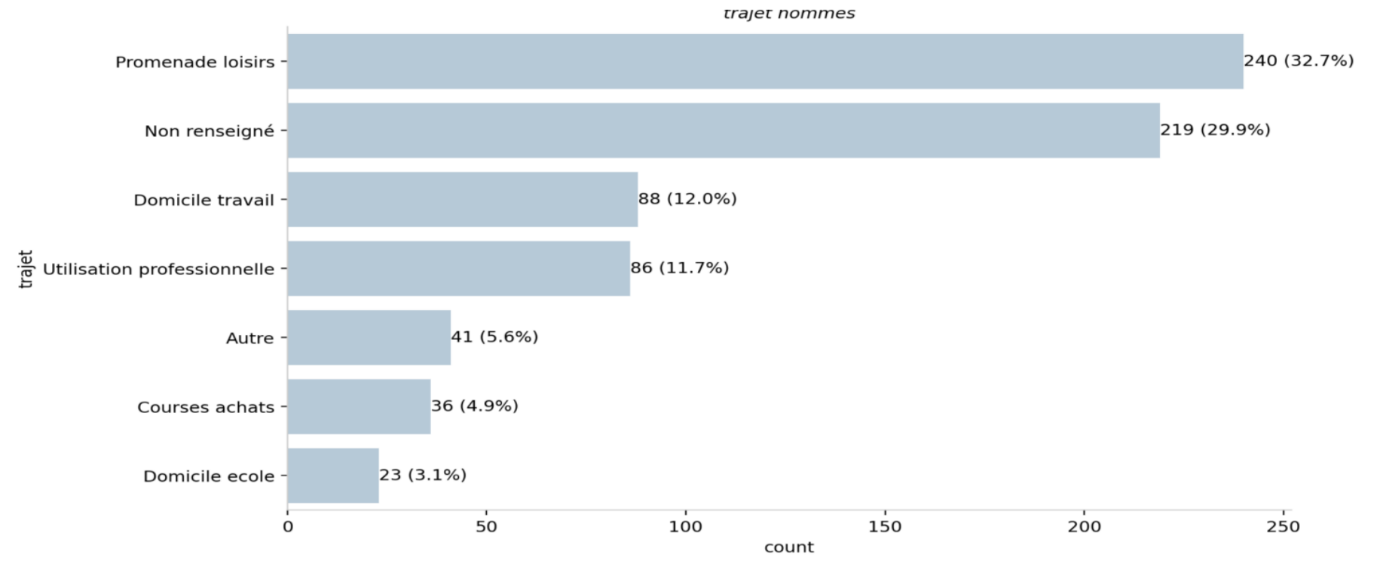 trajet hommes
Promenade loisirs 240 (32.7%)
Non renseigné 219 (29.9%)
Domicile travail 88 (12.0%)
Utilisation professionnelle 86 (11.7%)
Autre 41 (5.6%)
Courses achats 36 (4.9%)
Domicile ecole 23 (3.1%)
trajet
0 50 100 150 200 250
count